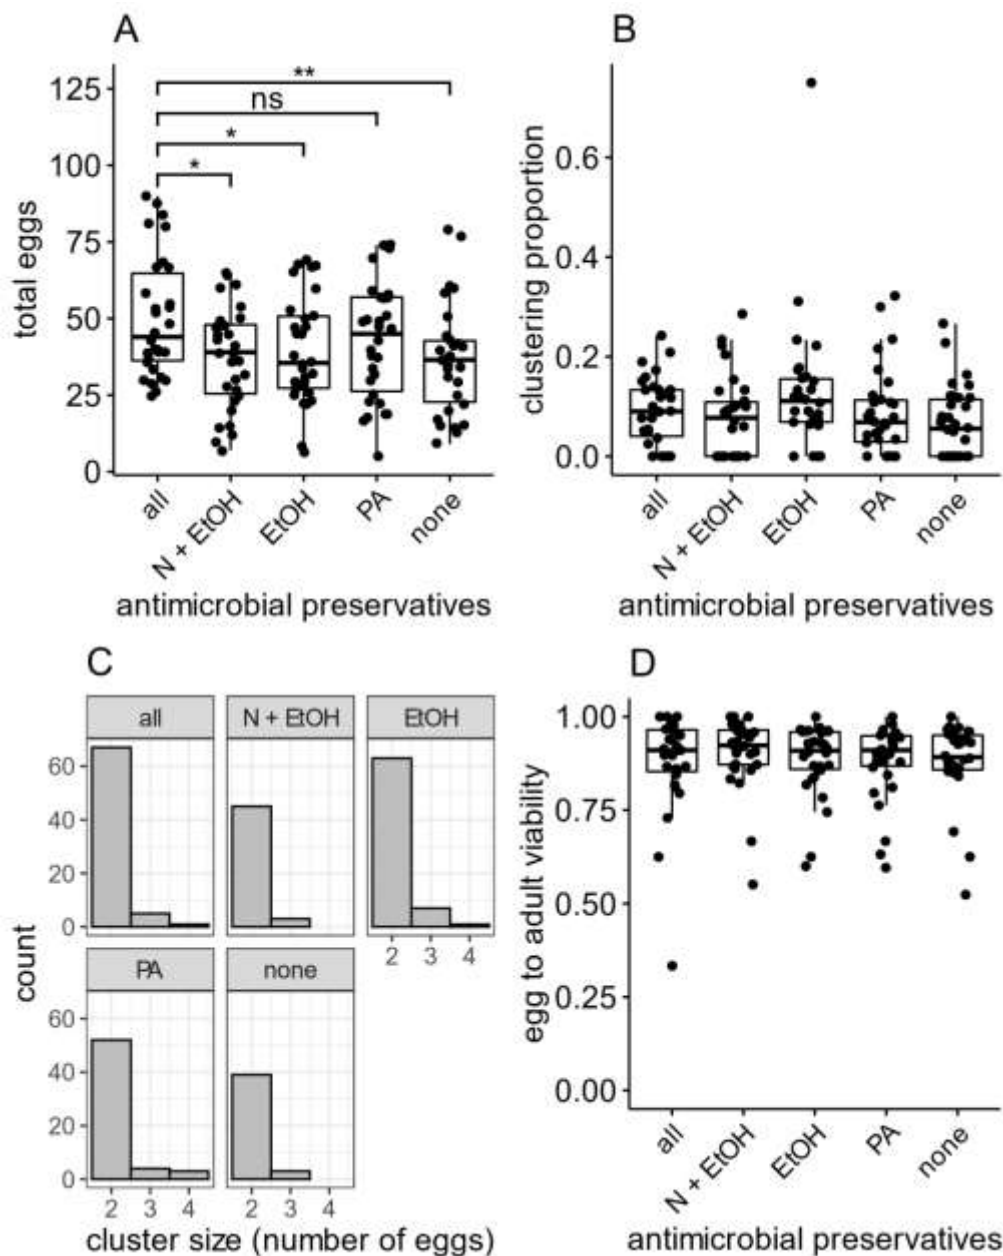 A
total eggs
125
100
75
50
25
0
**
ns
*
*
all
N + EtOH
EtOH
PA
none
antimicrobial preservatives
B
clustering proportion
0.6
0.4
0.2
0.0
all
N + EtOH
EtOH
PA
none
antimicrobial preservatives
C
count
all
N + EtOH
EtOH
60
40
20
0
2 3 4
PA
none
60
40
20
0
2 3 4
2 3 4
cluster size (number of eggs)
D
egg to adult viability
1.00
0.75
0.50
0.25
0.00
all
N + EtOH
EtOH
PA
none
antimicrobial preservatives